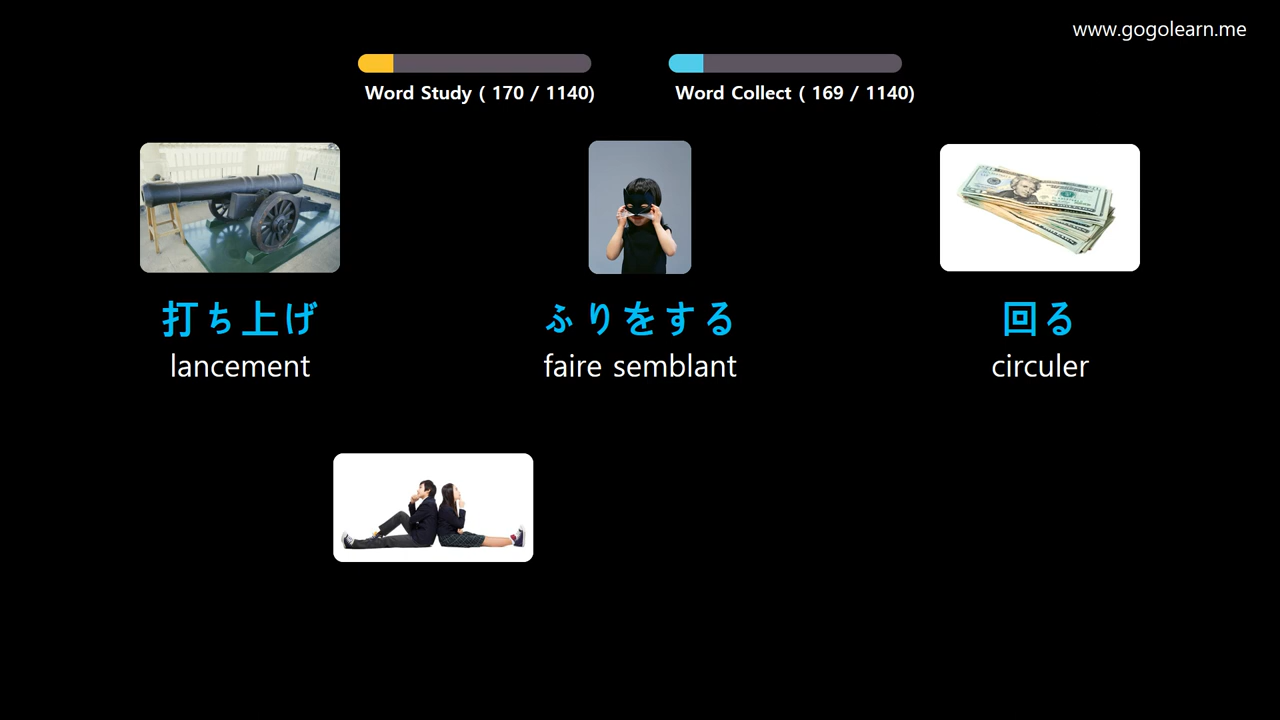 www.gogolearn.me
Word Study ( 170 / 1140)
Word Collect ( 169 / 1140)
打ち上げ
lancement
ふりをする
faire semblant
回る
circuler